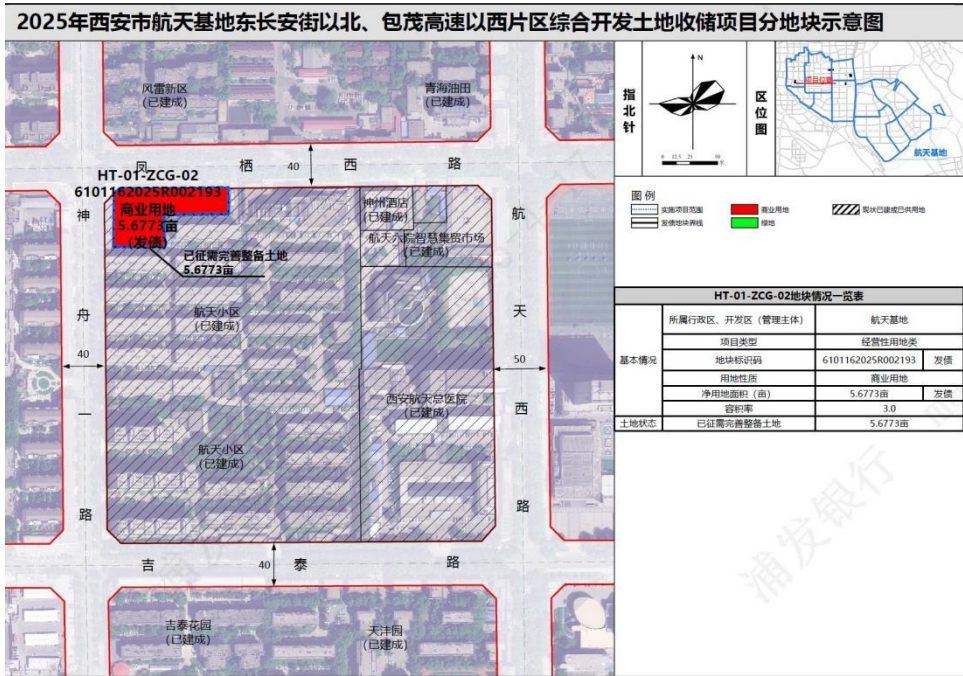 2025年西安市航天基地东长安街以北、包茂高速以西片区综合开发土地收储项目分地块示意图
风雷新区
(已建成)
青海油田
(已建成)
凤栖西路
40
HT-01-ZCG-02
6101162025R002193
商业用地
5.6773亩
(发债)
已征需完善整备土地
5.6773亩
神州酒店
(已建成)
航天六院智慧集贸市场
(已建成)
航天小区
(已建成)
神舟一路
40
航天西路
50
西安航天总医院
(已建成)
航天小区
(已建成)
吉泰路
40
吉泰花园
(已建成)
天沣园
(已建成)
指北针
N
0 12.5 25 50
区位图
项目位置
航天基地
图例
实施项目范围
商业用地
现状已建成已供用地
发债地块界线
绿地
HT-01-ZCG-02地块情况一览表
基本情况
所属行政区、开发区（管理主体） 航天基地
项目类型 经营性用地类
地块标识码 6101162025R002193 发债
用地性质 商业用地
净用地面积（亩） 5.6773亩 发债
容积率 3.0
土地状态 已征需完善整备土地 5.6773亩
浦发银行